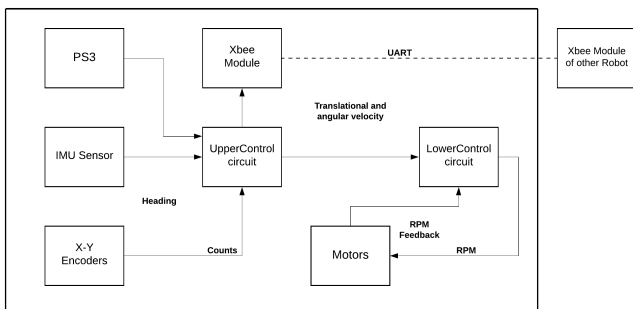 PS3
Xbee
Module
UART
Xbee Module
of other Robot
Translational and
angular velocity
IMU Sensor
UpperControl
circuit
LowerControl
circuit
Heading
X-Y
Encoders
Counts
Motors
RPM
Feedback
RPM